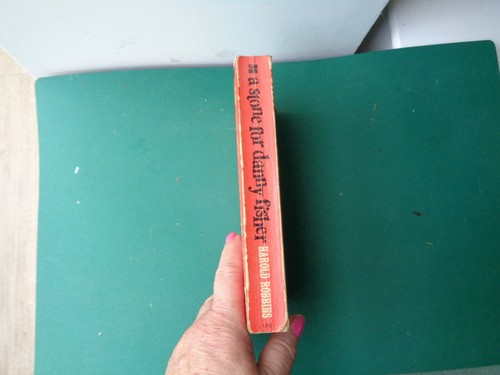 a stone for danny fisher
HAROLD ROBBINS